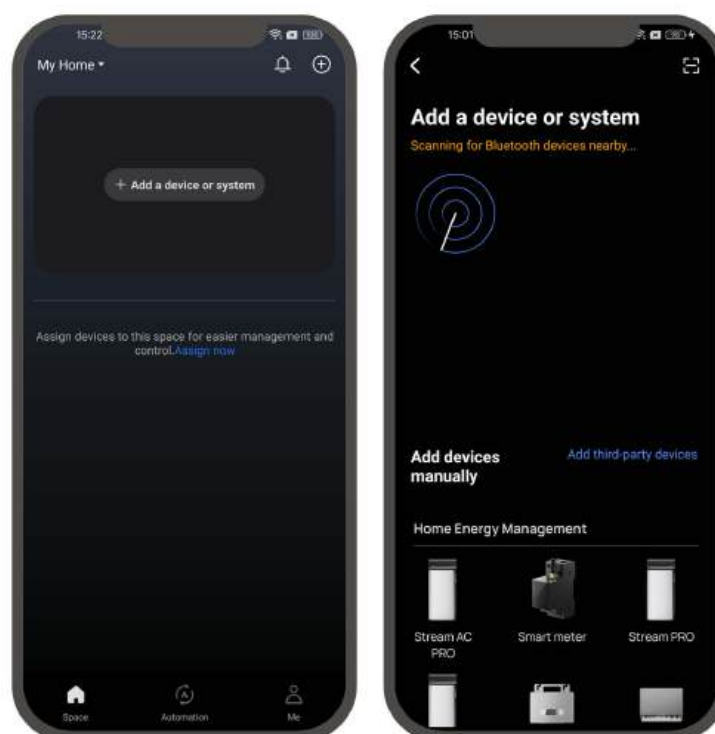 15:22
My Home
+ Add a device or system
Assign devices to this space for easier management and
control.Assign now
Space
Automation
Me
15:01
Add a device or system
Scanning for Bluetooth devices nearby...
Add devices
manually
Add third-party devices
Home Energy Management
Stream AC
PRO
Smart meter
Stream PRO